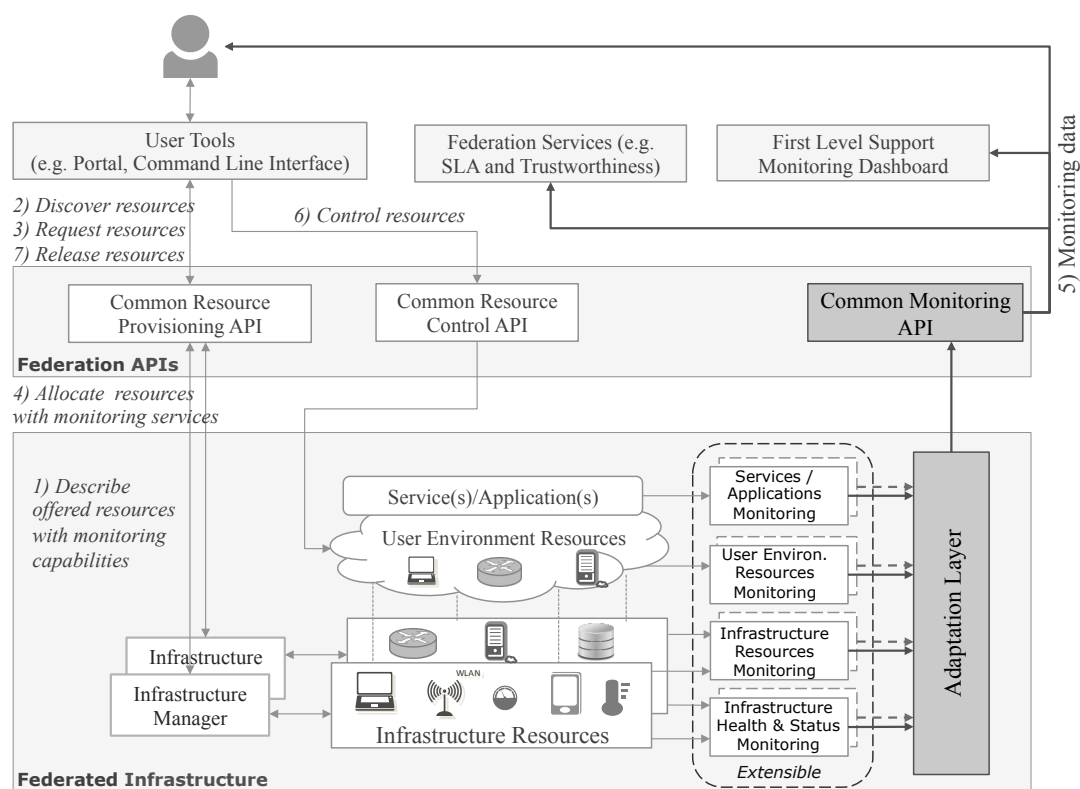 User Tools
(e.g. Portal, Command Line Interface)
Federation Services (e.g.
SLA and Trustworthiness)
First Level Support
Monitoring Dashboard
5) Monitoring data
2) Discover resources
3) Request resources
7) Release resources
6) Control resources
Common Resource
Provisioning API
Common Resource
Control API
Common Monitoring
API
Federation APIs
4) Allocate resources
with monitoring services
1) Describe
offered resources
with monitoring
capabilities
Service(s)/Application(s)
User Environment Resources
Services /
Applications
Monitoring
User Environ.
Resources
Monitoring
Infrastructure
Resources
Monitoring
Infrastructure
Health & Status
Monitoring
Extensible
Adaptation Layer
Infrastructure
Infrastructure
Manager
WLAN
Infrastructure Resources
Federated Infrastructure